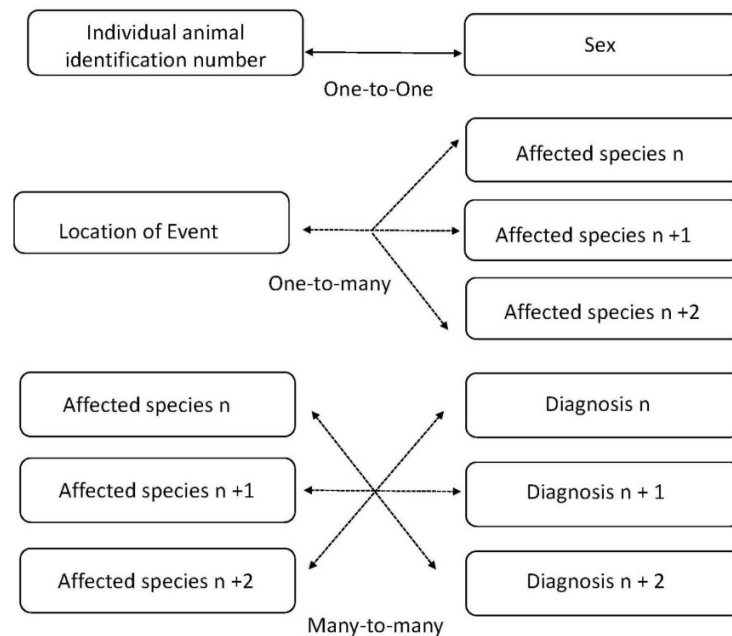 Individual animal
identification number
Sex
One-to-One
Affected species n
Location of Event
Affected species n +1
One-to-many
Affected species n +2
Affected species n
Diagnosis n
Affected species n +1
Diagnosis n + 1
Affected species n +2
Diagnosis n + 2
Many-to-many